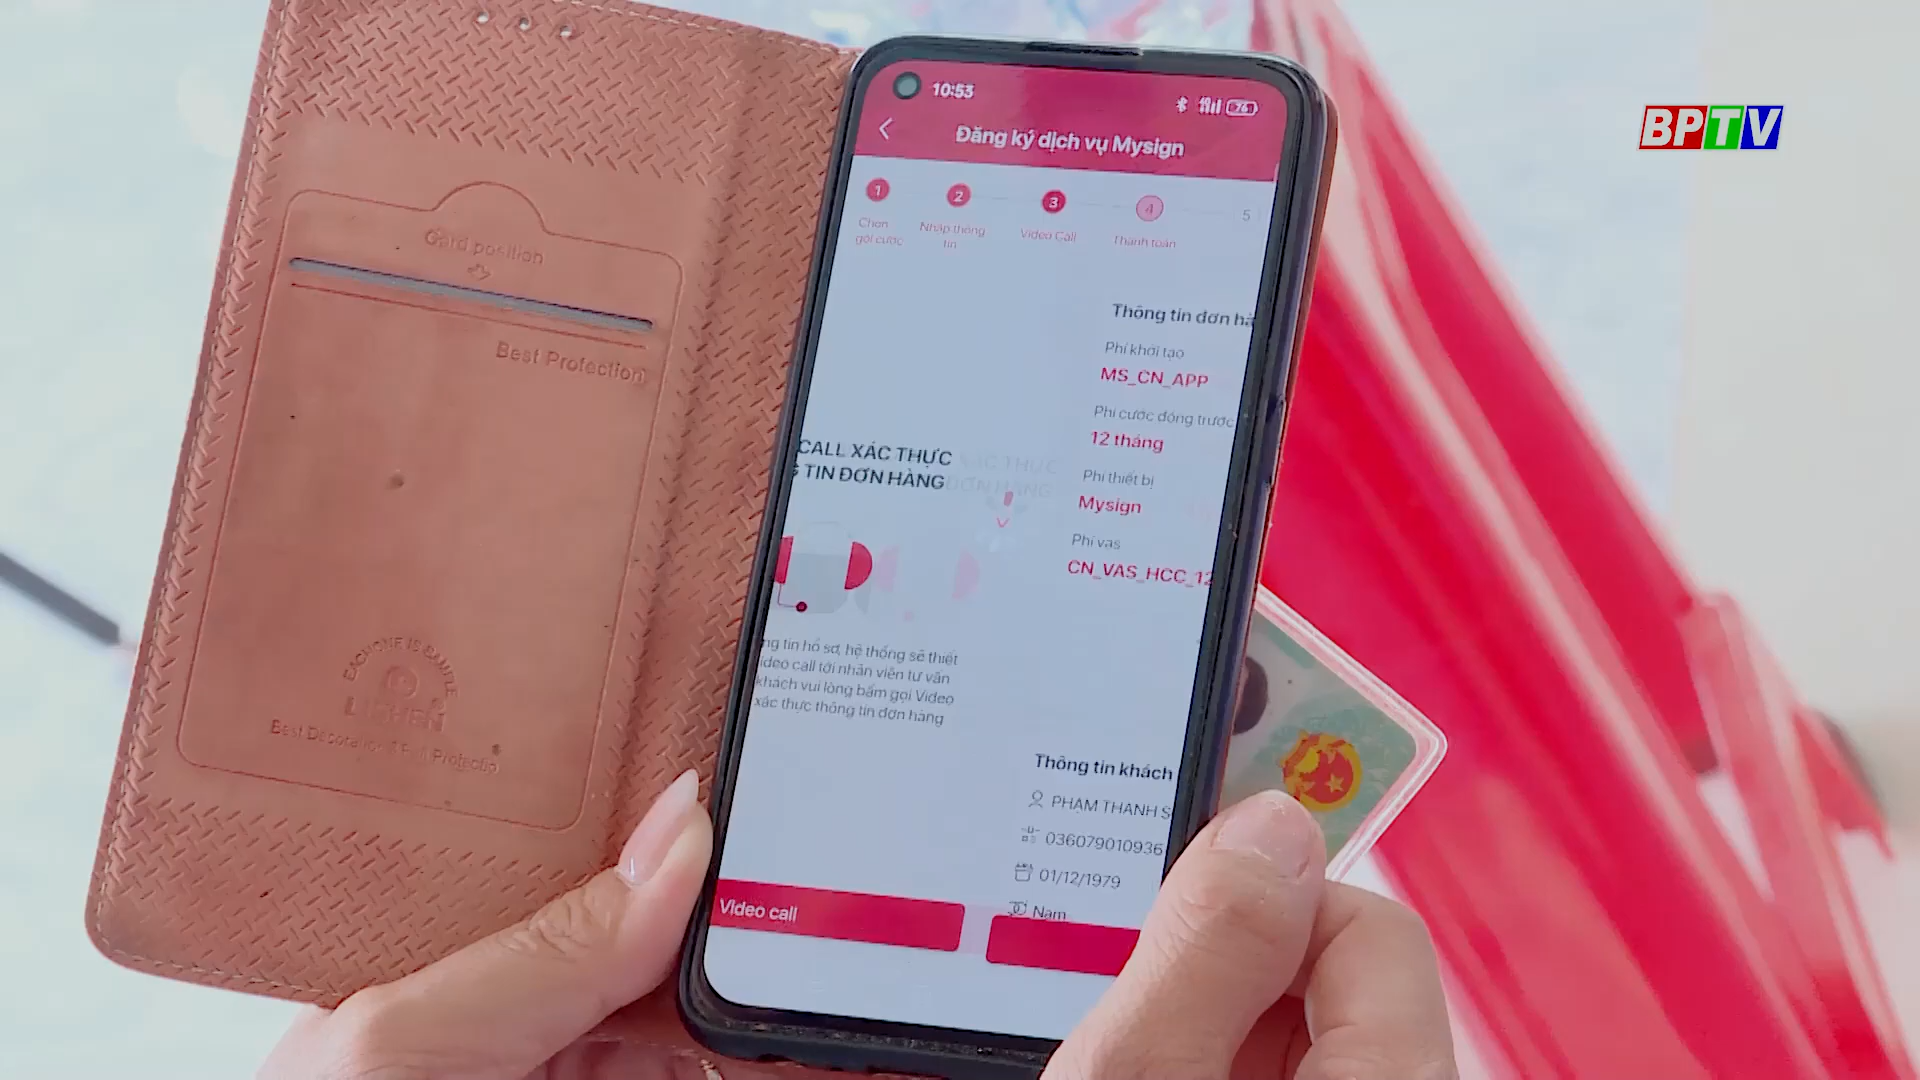 BPTV
10:53
76
Đăng ký dịch vụ Mysign
1 2 3 4 5
Chọn gói cước
Nhập thông tin
Video Call
Thanh toán
Card position
Best Protection
Thông tin đơn hà
Phí khởi tạo
MS_CN_APP
Phí cước đóng trước
12 tháng
Phí thiết bị
Mysign
Phí vas
CN_VAS_HCC_12
CALL XÁC THỰC
TIN ĐƠN HÀNG
ng tin hồ sơ, hệ thống sẽ thiết
ideo call tới nhân viên tư vấn
khách vui lòng bấm gọi Video
xác thực thông tin đơn hàng
Thông tin khách
PHẠM THANH S
036079010936
01/12/1979
Nam
Video call